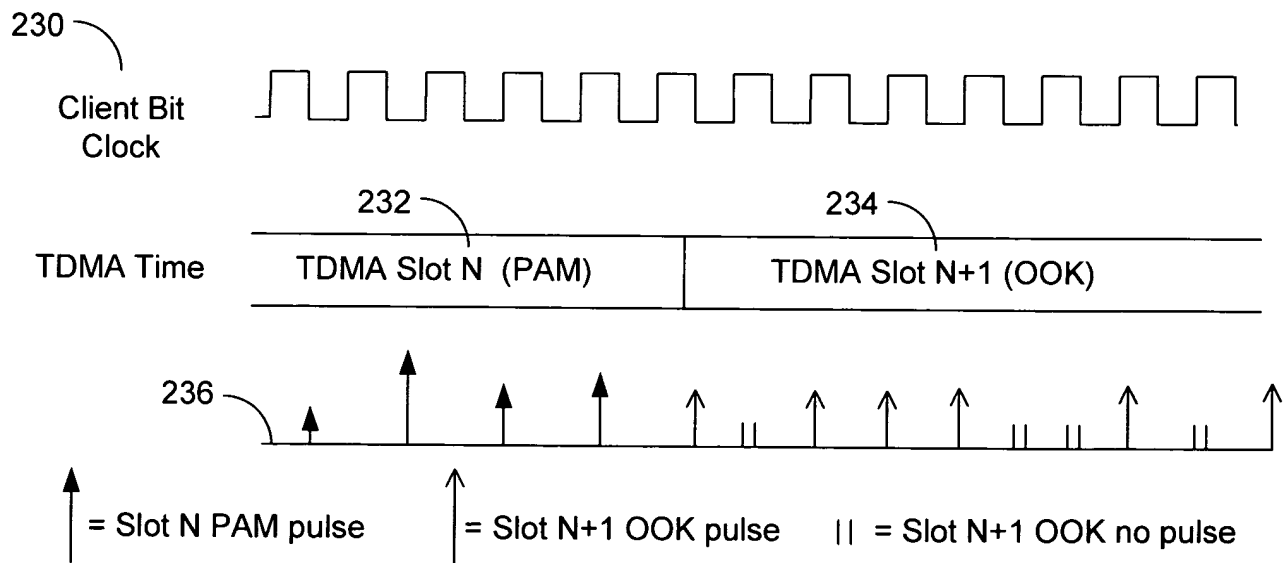 230
Client Bit
Clock
232
234
TDMA Time
TDMA Slot N (PAM)
TDMA Slot N+1 (OOK)
236
= Slot N PAM pulse
= Slot N+1 OOK pulse
|| = Slot N+1 OOK no pulse